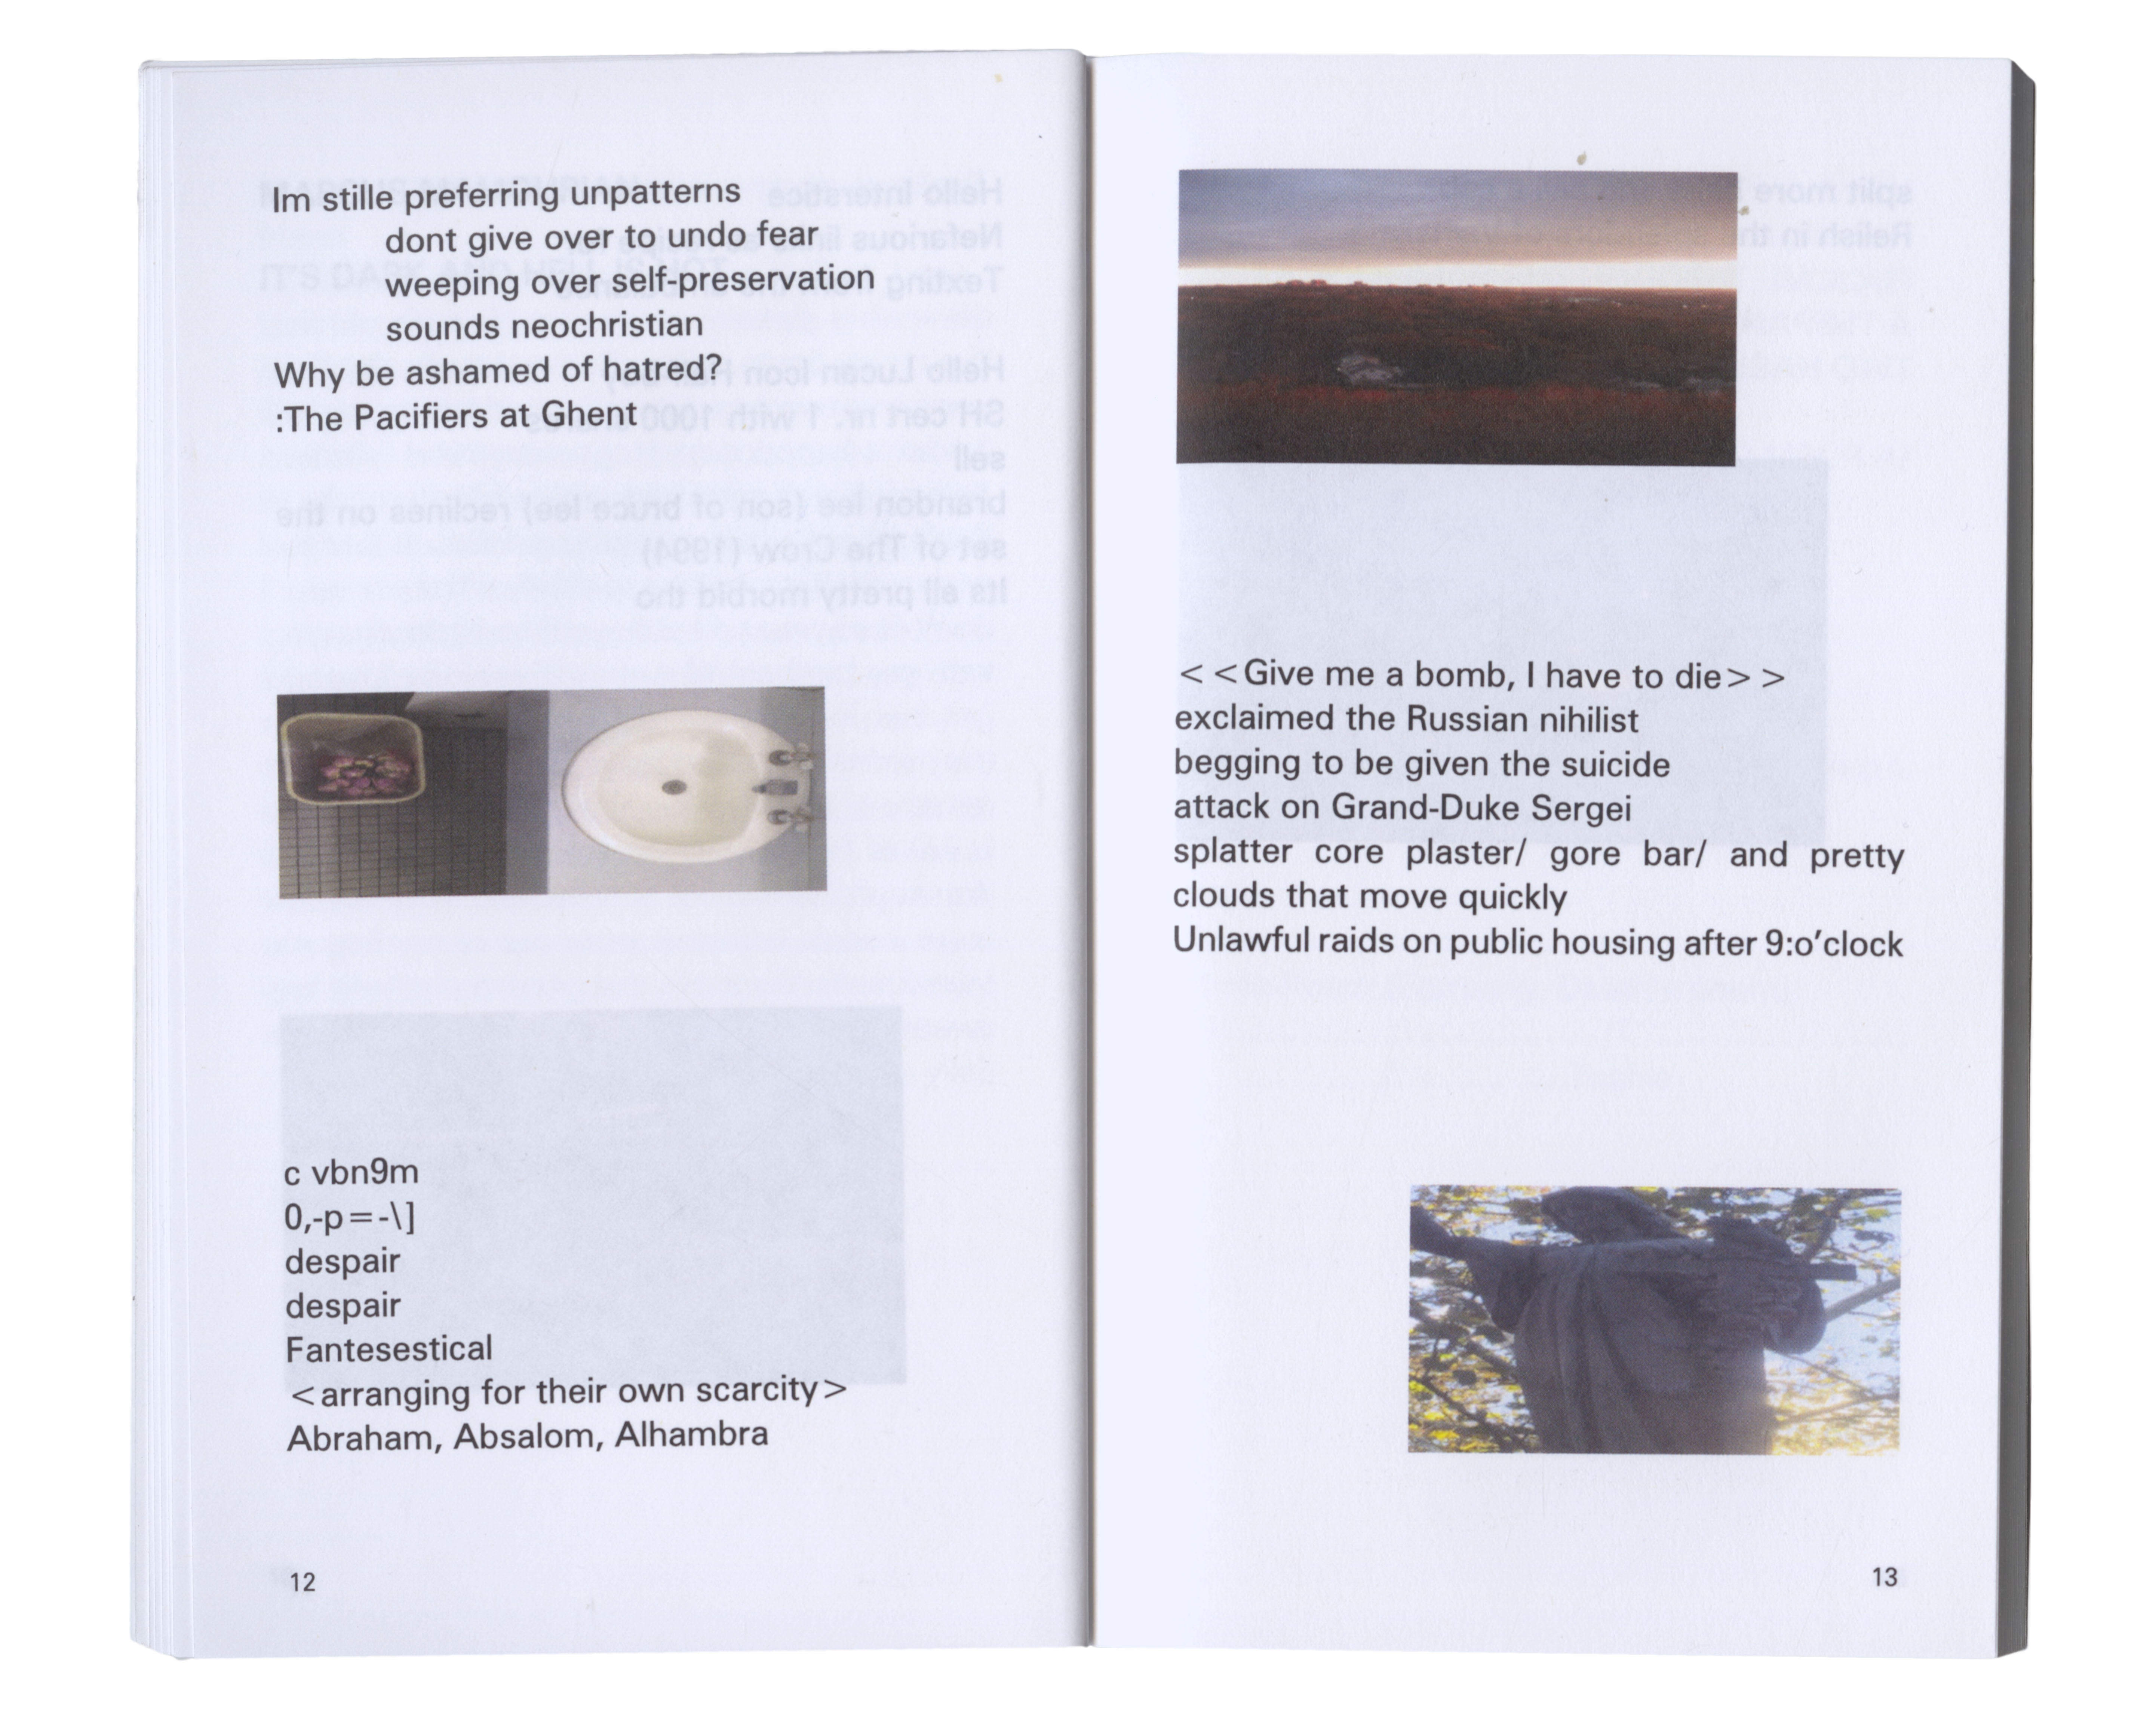 Im stille preferring unpatterns
dont give over to undo fear
weeping over self-preservation
sounds neochristian
Why be ashamed of hatred?
:The Pacifiers at Ghent
c vbn9m
0,-p=-\]
despair
despair
Fantesestical
<arranging for their own scarcity>
Abraham, Absalom, Alhambra
12
<<Give me a bomb, I have to die>>
exclaimed the Russian nihilist
begging to be given the suicide
attack on Grand-Duke Sergei
splatter core plaster/ gore bar/ and pretty
clouds that move quickly
Unlawful raids on public housing after 9:o’clock
13